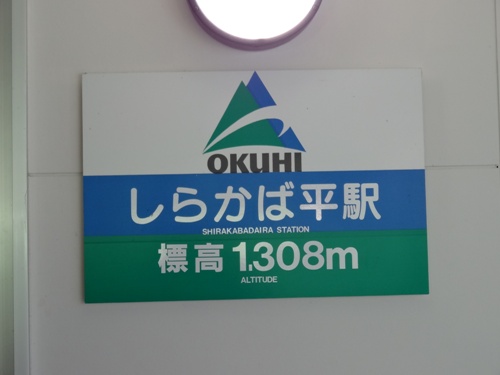 OKUHI
しらかば平駅
SHIRAKABADAIRA STATION
標高1,308m
ALTITUDE